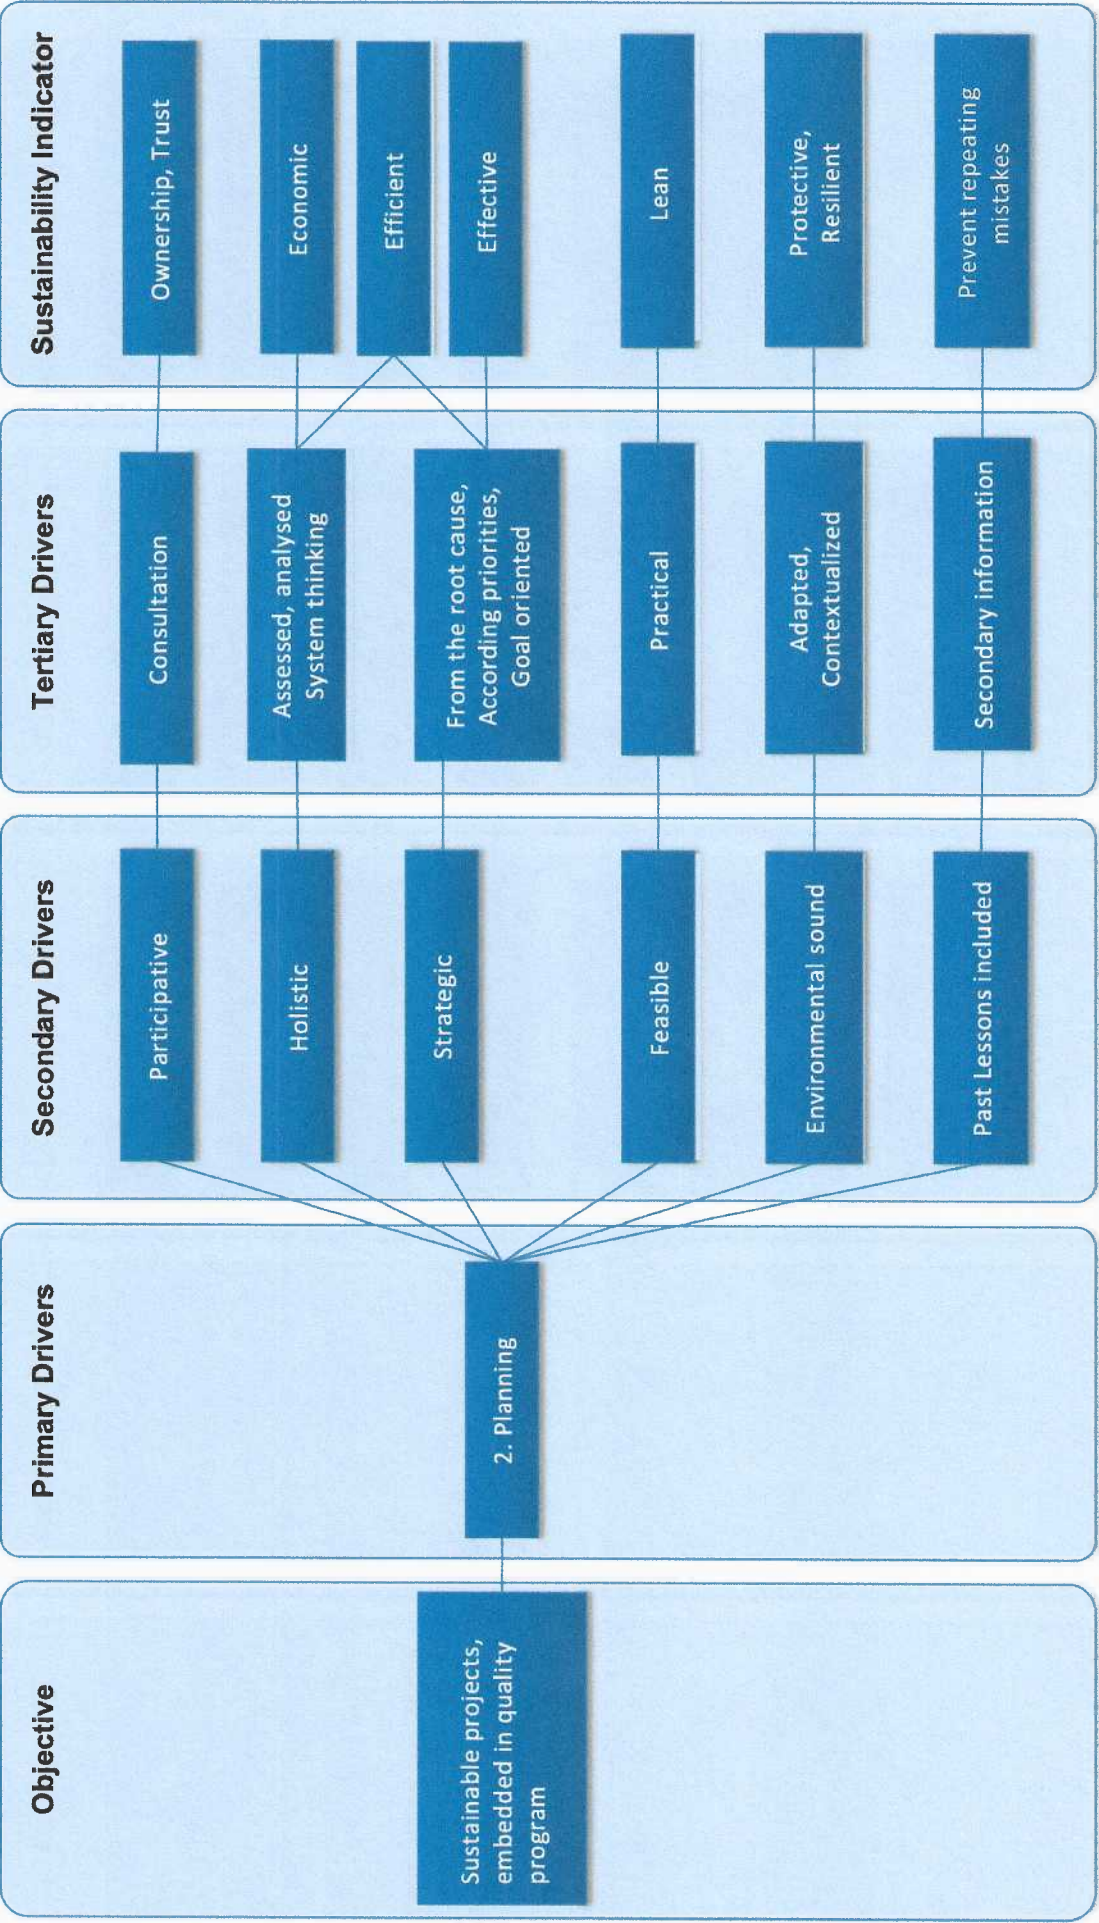 Objective
Primary Drivers
Secondary Drivers
Tertiary Drivers
Sustainability Indicator
Sustainable projects,
embedded in quality
program
2. Planning
Participative
Consultation
Ownership, Trust
Holistic
Assessed, analysed
System thinking
Economic
Efficient
Strategic
From the root cause,
According priorities,
Goal oriented
Effective
Feasible
Practical
Lean
Environmental sound
Adapted,
Contextualized
Protective,
Resilient
Past Lessons included
Secondary information
Prevent repeating
mistakes